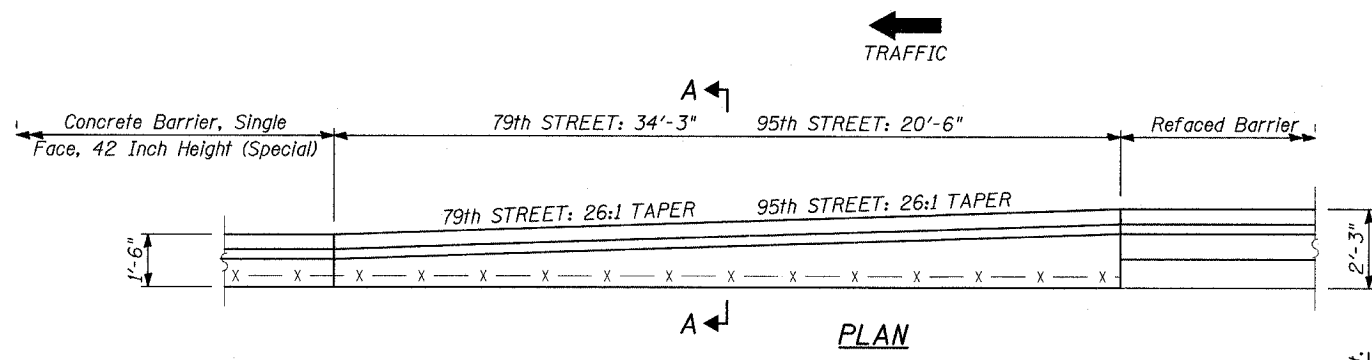 TRAFFIC
A A
Concrete Barrier, Single
Face, 42 Inch Height (Special)
79th STREET: 34'-3" 95th STREET: 20'-6"
Refaced Barrier
79th STREET: 26:1 TAPER 95th STREET: 26:1 TAPER
1'-6"
2'-3"
X X X X X X X X X X X X X X X
PLAN